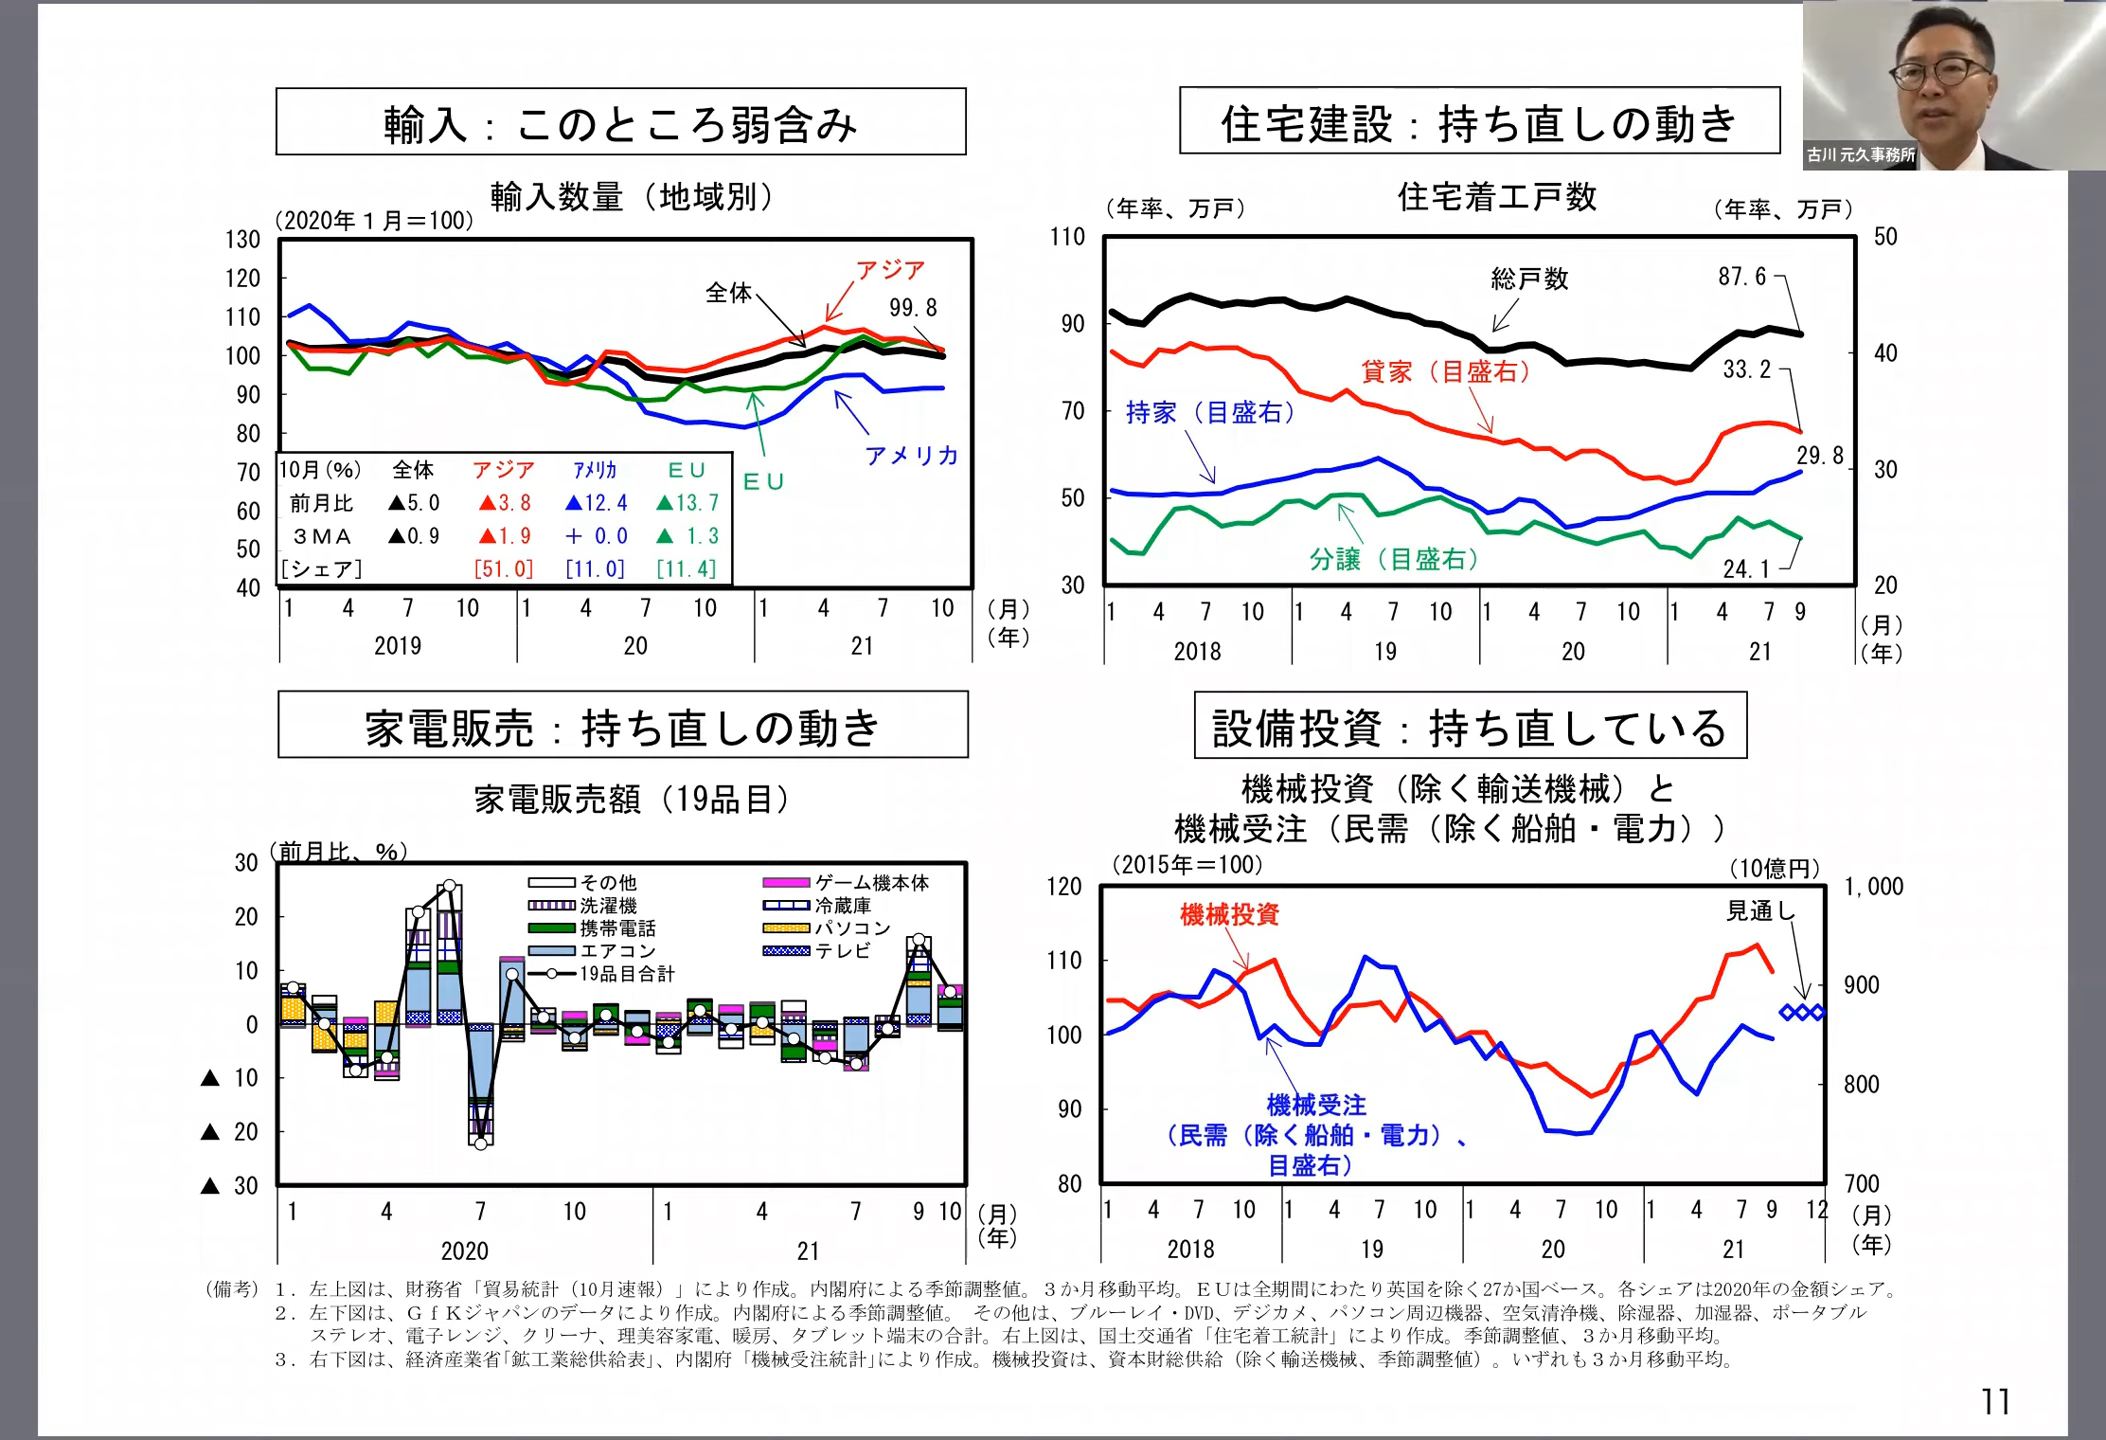 古川 元久事務所
輸入：このところ弱含み
輸入数量（地域別）
(2020年１月＝100)
130
120
110
100
90
80
70
60
50
40
全体
アジア
99.8
アメリカ
ＥＵ
10月(%) 全体 アジア ｱﾒﾘｶ ＥＵ
前月比 ▲5.0 ▲3.8 ▲12.4 ▲13.7
３ＭＡ ▲0.9 ▲1.9 ＋ 0.0 ▲ 1.3
[シェア] [51.0] [11.0] [11.4]
1 4 7 10 1 4 7 10 1 4 7 10 （月）
2019 20 21 （年）
住宅建設：持ち直しの動き
住宅着工戸数
（年率、万戸）
（年率、万戸）
110
90
70
50
30
50
40
30
20
総戸数
87.6
貸家（目盛右）
33.2
持家（目盛右）
29.8
分譲（目盛右）
24.1
1 4 7 10 1 4 7 10 1 4 7 10 1 4 7 9 （月）
2018 19 20 21 （年）
家電販売：持ち直しの動き
家電販売額（19品目）
（前月比、%）
30
20
10
0
▲ 10
▲ 20
▲ 30
その他 ゲーム機本体
洗濯機 冷蔵庫
携帯電話 パソコン
エアコン テレビ
19品目合計
1 4 7 10 1 4 7 9 10 （月）
2020 21 （年）
設備投資：持ち直している
機械投資（除く輸送機械）と
機械受注（民需（除く船舶・電力））
（2015年＝100）
（10億円）
120
110
100
90
80
1,000
900
800
700
機械投資
見通し
機械受注
（民需（除く船舶・電力）、
目盛右）
1 4 7 10 1 4 7 10 1 4 7 10 1 4 7 9 12 （月）
2018 19 20 21 （年）
（備考）１．左上図は、財務省「貿易統計（10月速報）」により作成。内閣府による季節調整値。３か月移動平均。ＥＵは全期間にわたり英国を除く27か国ベース。各シェアは2020年の金額シェア。
２．左下図は、ＧｆＫジャパンのデータにより作成。内閣府による季節調整値。 その他は、ブルーレイ・DVD、デジカメ、パソコン周辺機器、空気清浄機、除湿器、加湿器、ポータブル
ステレオ、電子レンジ、クリーナ、理美容家電、暖房、タブレット端末の合計。右上図は、国土交通省「住宅着工統計」により作成。季節調整値、３か月移動平均。
３．右下図は、経済産業省｢鉱工業総供給表｣、内閣府「機械受注統計｣により作成。機械投資は、資本財総供給（除く輸送機械、季節調整値）。いずれも３か月移動平均。
11